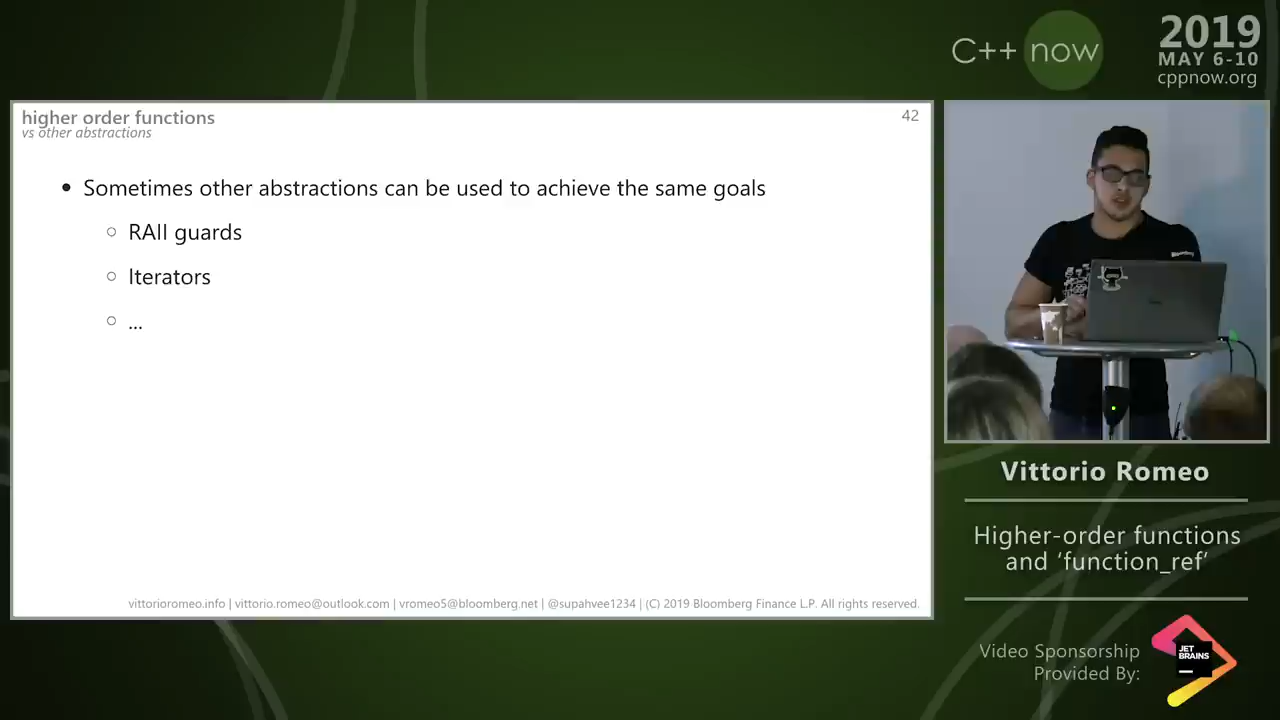 C++ now
2019
MAY 6-10
cppnow.org
higher order functions
vs other abstractions
42
• Sometimes other abstractions can be used to achieve the same goals
○ RAII guards
○ Iterators
○ ...
vittorioromeo.info | vittorio.romeo@outlook.com | vromeo5@bloomberg.net | @supahvee1234 | (C) 2019 Bloomberg Finance L.P. All rights reserved.
Bloomberg
Vittorio Romeo
Higher-order functions
and ‘function_ref’
Video Sponsorship
Provided By:
JET
BRAINS